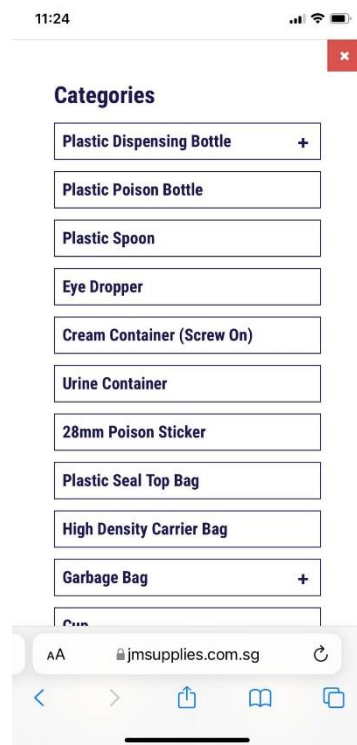 11:24
Categories
Plastic Dispensing Bottle +
Plastic Poison Bottle
Plastic Spoon
Eye Dropper
Cream Container (Screw On)
Urine Container
28mm Poison Sticker
Plastic Seal Top Bag
High Density Carrier Bag
Garbage Bag +
Cup
AA jmsupplies.com.sg